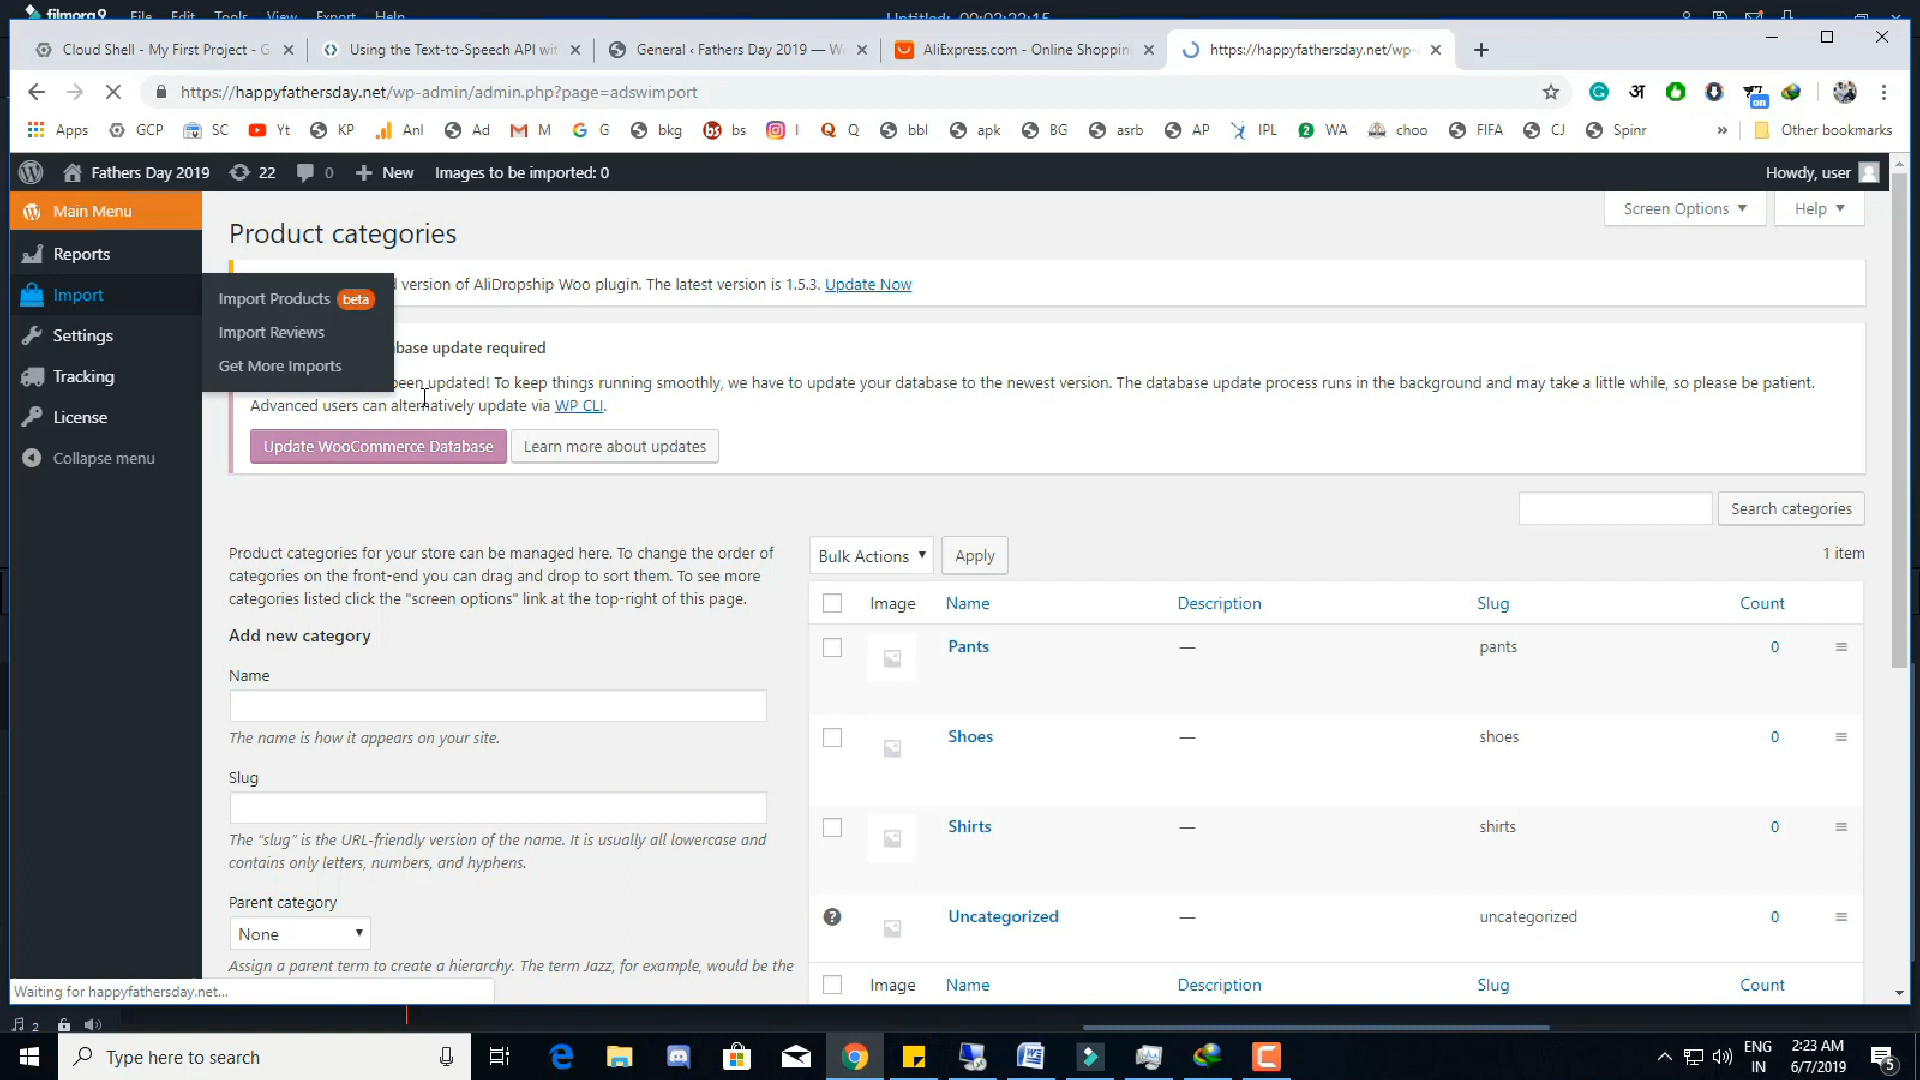 filmora9 File Edit Tools View Export Help Untitled: 00:02:22:15
Cloud Shell - My First Project - G Using the Text-to-Speech API wit General ‹ Fathers Day 2019 — W AliExpress.com - Online Shoppin https://happyfathersday.net/wp-
https://happyfathersday.net/wp-admin/admin.php?page=adswimport
on
Apps GCP SC Yt KP Anl Ad M G bkg bs I Q bbl apk BG asrb AP IPL WA choo FIFA CJ Spinr » Other bookmarks
Fathers Day 2019 22 0 New Images to be imported: 0 Howdy, user
Main Menu
Screen Options Help
Product categories
Reports
version of AliDropship Woo plugin. The latest version is 1.5.3. Update Now
Import
Import Products beta
Import Reviews
Get More Imports
Settings
base update required
Tracking
been updated! To keep things running smoothly, we have to update your database to the newest version. The database update process runs in the background and may take a little while, so please be patient.
Advanced users can alternatively update via WP CLI.
License
Update WooCommerce Database Learn more about updates
Collapse menu
Search categories
Product categories for your store can be managed here. To change the order of
categories on the front-end you can drag and drop to sort them. To see more
categories listed click the "screen options" link at the top-right of this page.
Bulk Actions Apply 1 item
Add new category
Name
The name is how it appears on your site.
Slug
The “slug” is the URL-friendly version of the name. It is usually all lowercase and
contains only letters, numbers, and hyphens.
Parent category
None
Assign a parent term to create a hierarchy. The term Jazz, for example, would be the
Image Name Description Slug Count
Pants — pants 0
Shoes — shoes 0
Shirts — shirts 0
Uncategorized — uncategorized 0
Image Name Description Slug Count
Waiting for happyfathersday.net...
2
Type here to search
ENG
IN
2:23 AM
6/7/2019
5